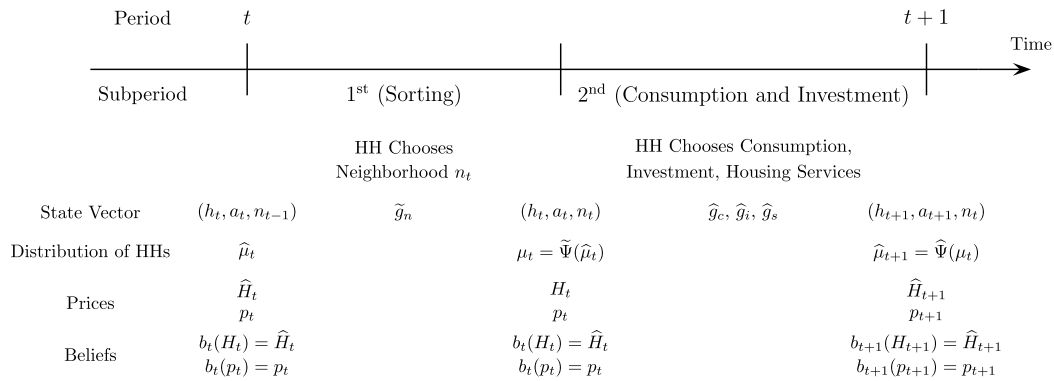 Period t t + 1
Time
Subperiod 1st (Sorting) 2nd (Consumption and Investment)
HH Chooses HH Chooses Consumption,
Neighborhood n_t Investment, Housing Services
State Vector (h_t, a_t, n_{t−1}) g̃_n (h_t, a_t, n_t) ĝ_c, ĝ_i, ĝ_s (h_{t+1}, a_{t+1}, n_t)
Distribution of HHs μ̂_t μ_t = Ψ̃(μ̂_t) μ̂_{t+1} = Ψ̂(μ_t)
Ĥ_t H_t Ĥ_{t+1}
Prices
p_t p_t p_{t+1}
b_t(H_t) = Ĥ_t b_t(H_t) = Ĥ_t b_{t+1}(H_{t+1}) = Ĥ_{t+1}
Beliefs
b_t(p_t) = p_t b_t(p_t) = p_t b_{t+1}(p_{t+1}) = p_{t+1}